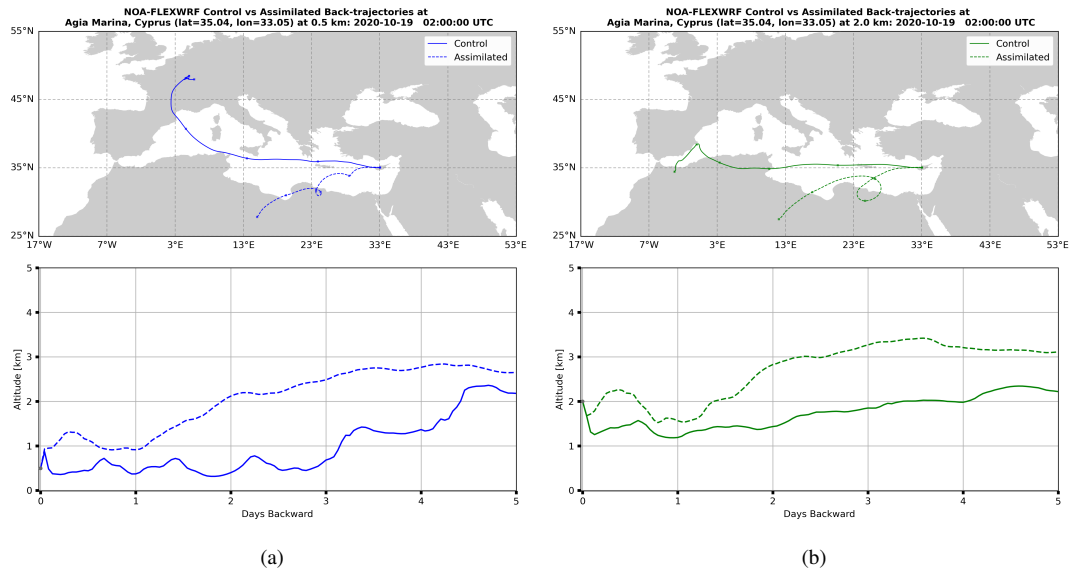 NOA-FLEXWRF Control vs Assimilated Back-trajectories at
Agia Marina, Cyprus (lat=35.04, lon=33.05) at 0.5 km: 2020-10-19 02:00:00 UTC
55°N
45°N
35°N
25°N
17°W 7°W 3°E 13°E 23°E 33°E 43°E 53°E
Control
Assimilated
5
4
3
2
1
0
Altitude [km]
0 1 2 3 4 5
Days Backward
(a)
NOA-FLEXWRF Control vs Assimilated Back-trajectories at
Agia Marina, Cyprus (lat=35.04, lon=33.05) at 2.0 km: 2020-10-19 02:00:00 UTC
55°N
45°N
35°N
25°N
17°W 7°W 3°E 13°E 23°E 33°E 43°E 53°E
Control
Assimilated
5
4
3
2
1
0
Altitude [km]
0 1 2 3 4 5
Days Backward
(b)